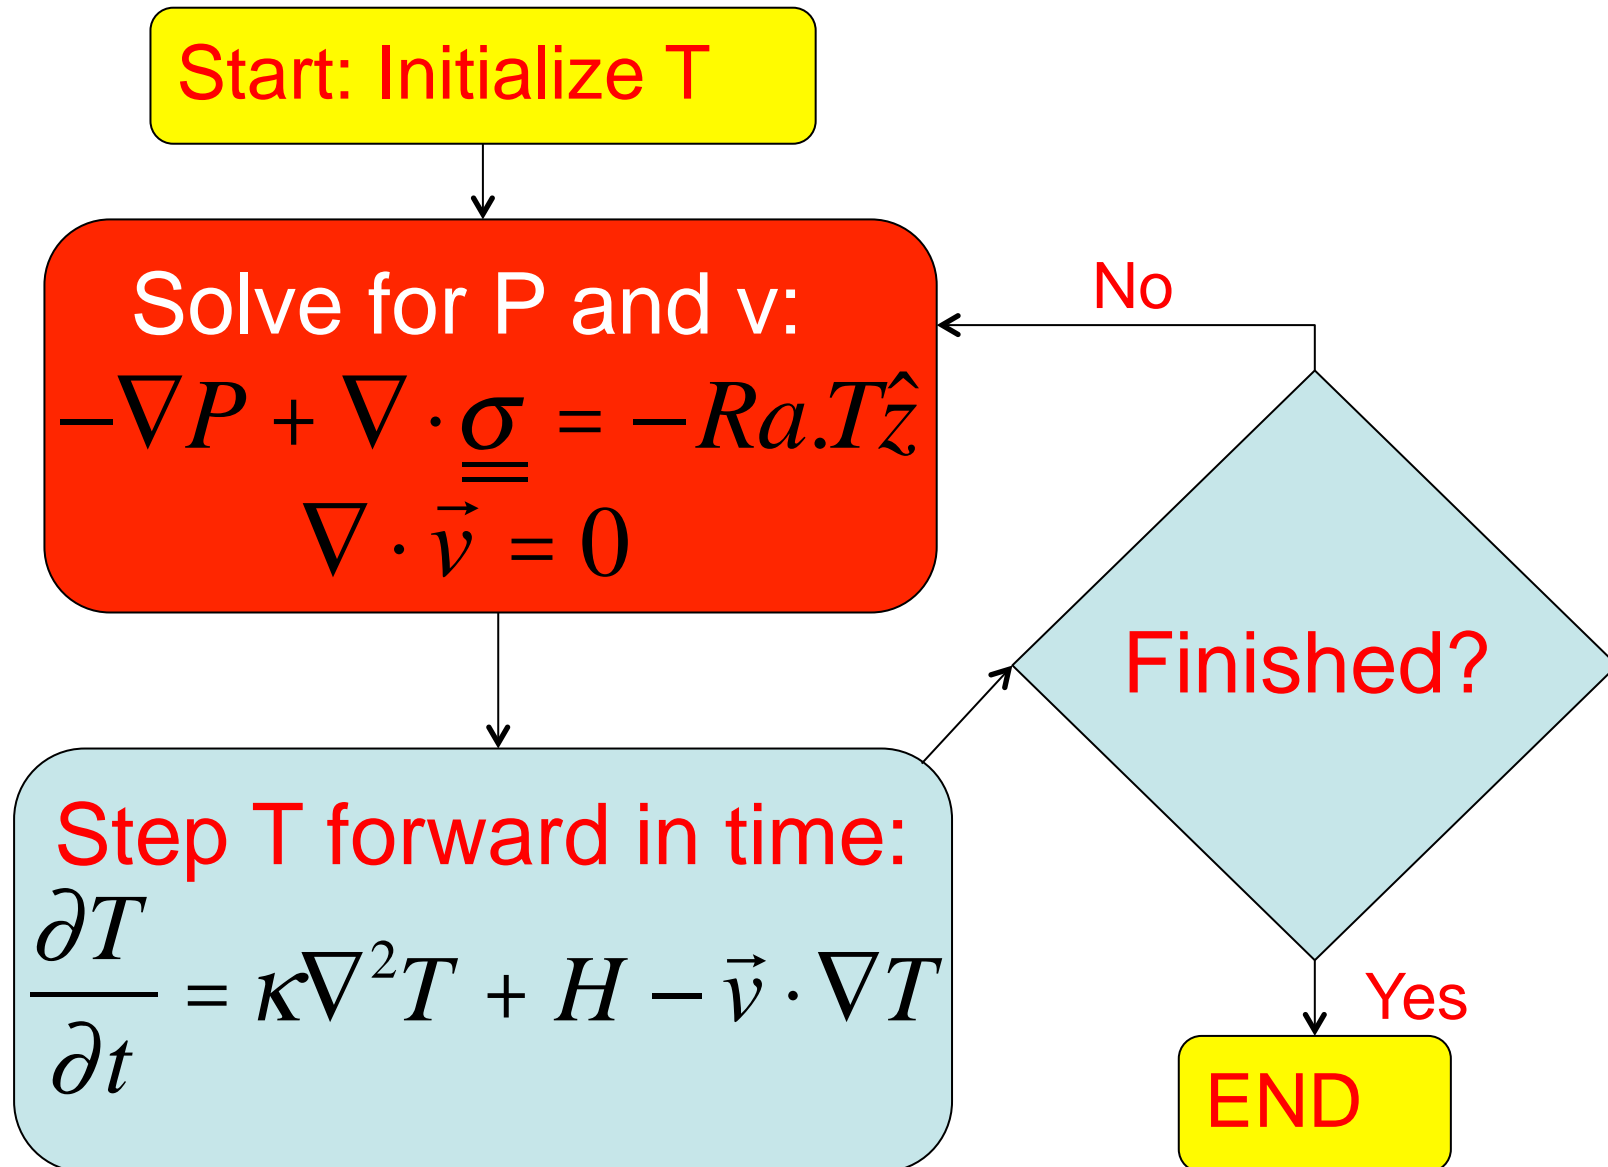 Start: Initialize T
Solve for P and v:
−∇P + ∇ · σ̳ = −Ra.Tẑ
∇ · v⃗ = 0
No
Finished?
Step T forward in time:
∂T/∂t = κ∇²T + H − v⃗ · ∇T
Yes
END